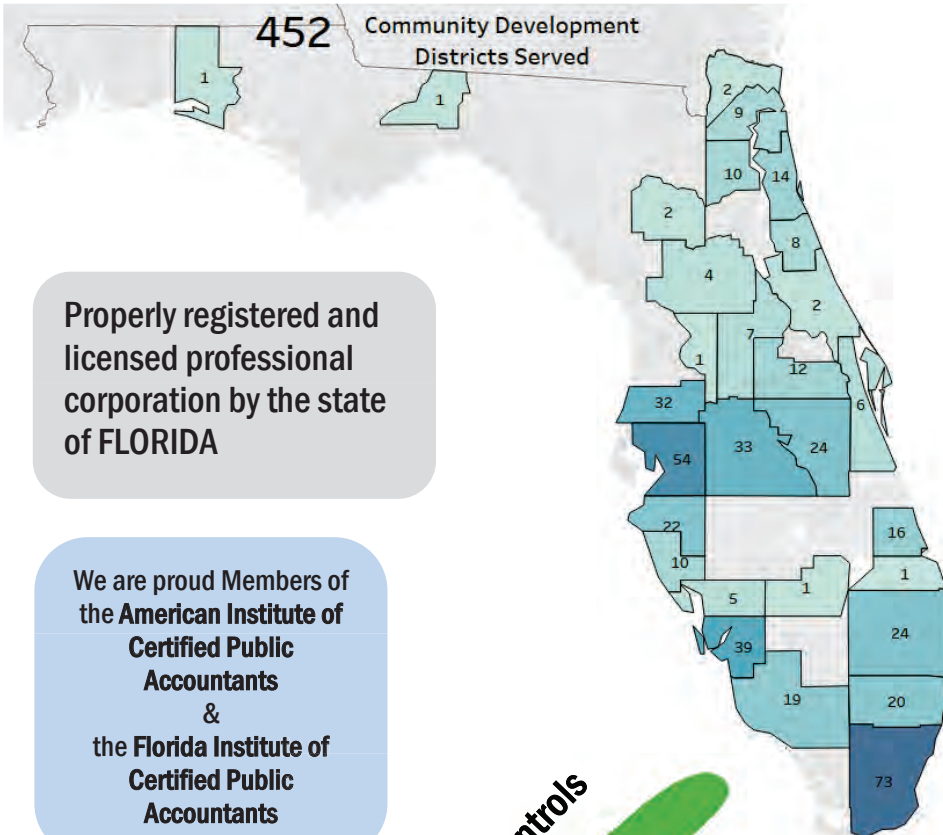 452
Community Development
Districts Served
1
1
2
9
10
14
2
8
4
2
7
1
12
32
6
33
24
54
22
16
10
1
5
1
24
39
19
20
73
Properly registered and
licensed professional
corporation by the state
of FLORIDA
We are proud Members of
the American Institute of
Certified Public
Accountants
&
the Florida Institute of
Certified Public
Accountants
ntrols